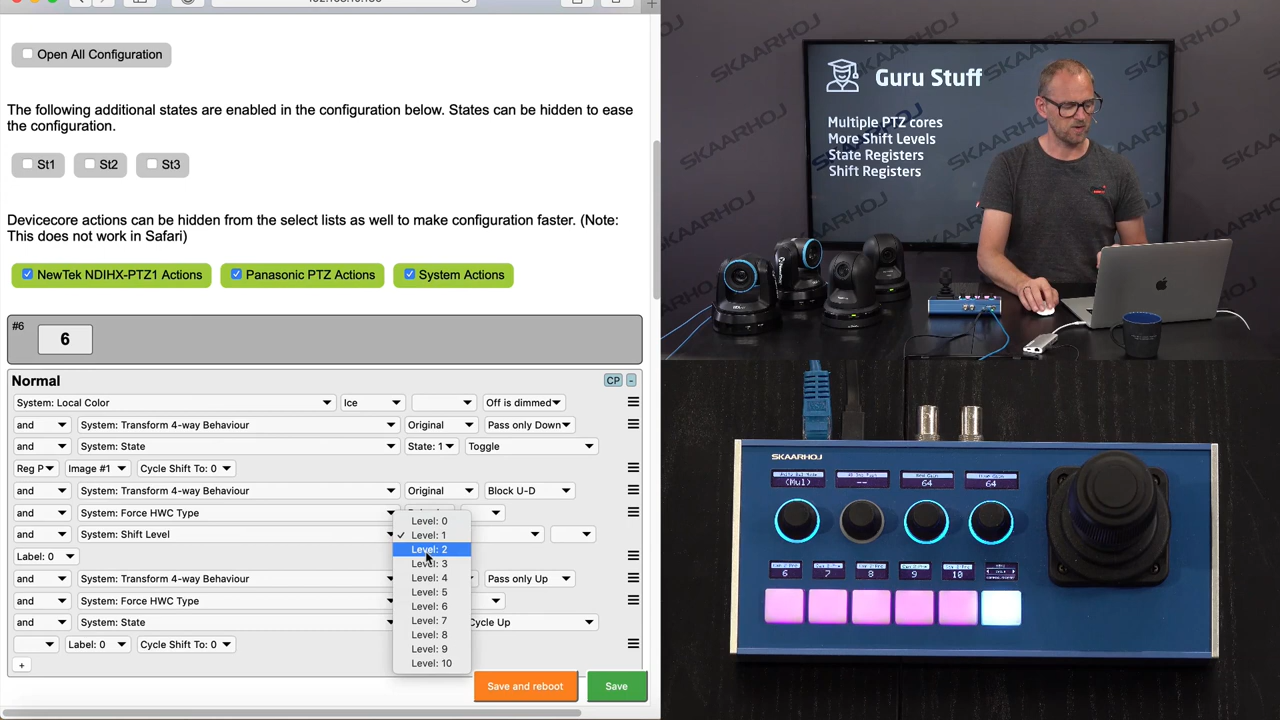 Open All Configuration
The following additional states are enabled in the configuration below. States can be hidden to ease
the configuration.
St1 St2 St3
Devicecore actions can be hidden from the select lists as well to make configuration faster. (Note:
This does not work in Safari)
NewTek NDIHX-PTZ1 Actions Panasonic PTZ Actions System Actions
#6
6
Normal CP -
System: Local Color Ice Off is dimmed
and System: Transform 4-way Behaviour Original Pass only Down
and System: State State: 1 Toggle
Reg P Image #1 Cycle Shift To: 0
and System: Transform 4-way Behaviour Original Block U-D
and System: Force HWC Type
and System: Shift Level
Label: 0
and System: Transform 4-way Behaviour Pass only Up
and System: Force HWC Type
and System: State Cycle Up
Label: 0 Cycle Shift To: 0
+
Level: 0
✓ Level: 1
Level: 2
Level: 3
Level: 4
Level: 5
Level: 6
Level: 7
Level: 8
Level: 9
Level: 10
Save and reboot Save
Guru Stuff
Multiple PTZ cores
More Shift Levels
State Registers
Shift Registers
SKAARHOJ
SKAARHOJ
(Mul)
--
64
64
6 7 8 9 10